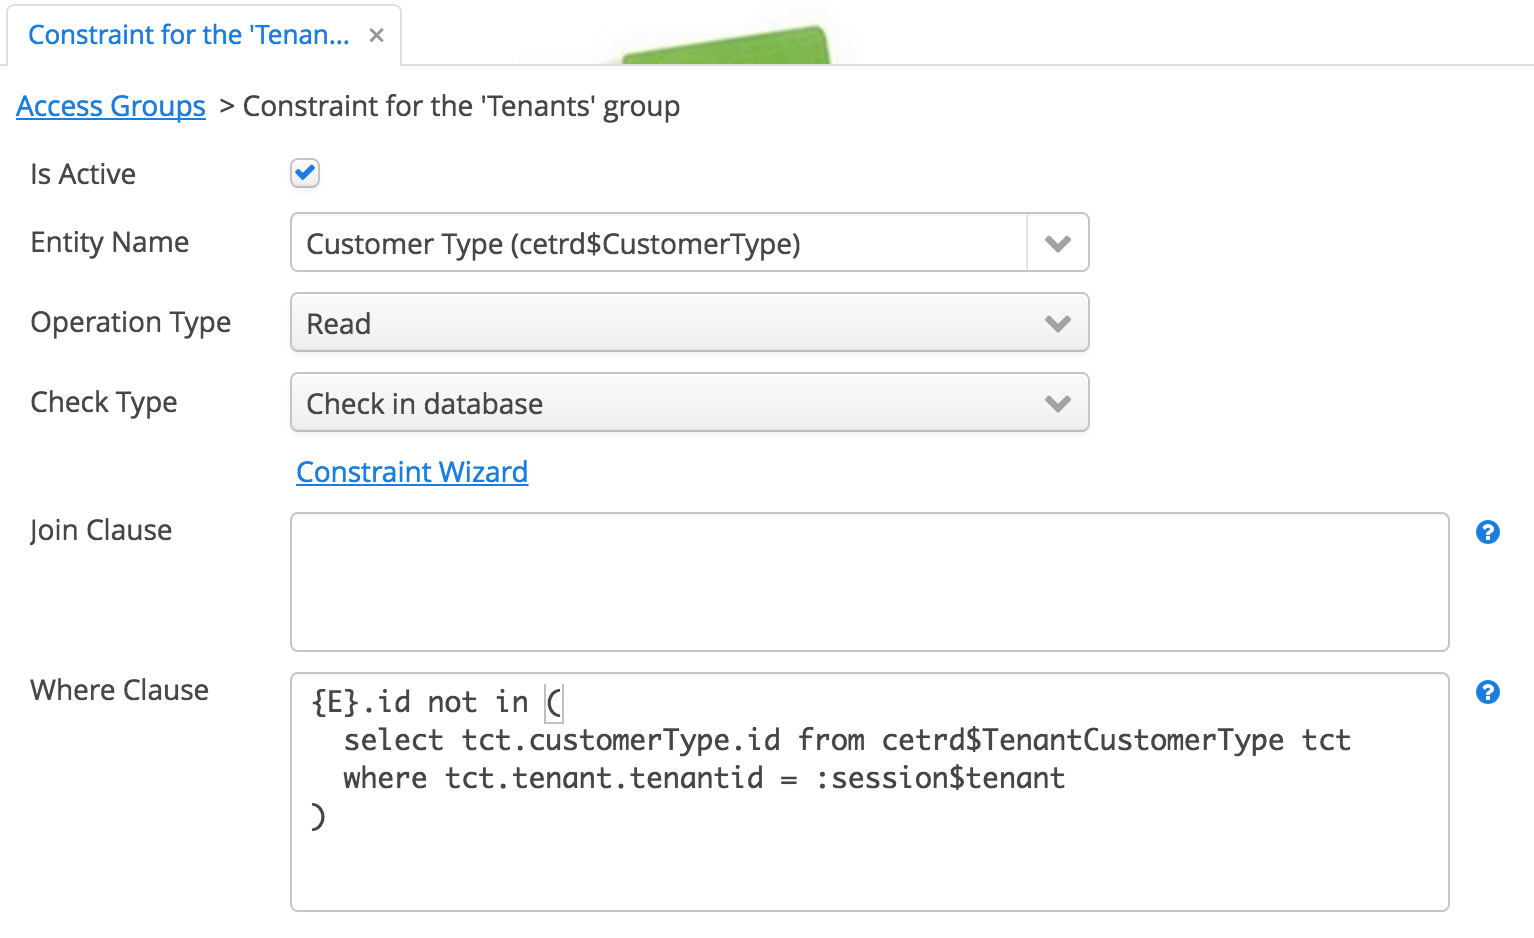 Constraint for the 'Tenan... ×
Access Groups > Constraint for the 'Tenants' group
Is Active
Entity Name Customer Type (cetrd$CustomerType)
Operation Type Read
Check Type Check in database
Constraint Wizard
Join Clause ?
Where Clause ?
{E}.id not in (
select tct.customerType.id from cetrd$TenantCustomerType tct
where tct.tenant.tenantid = :session$tenant
)